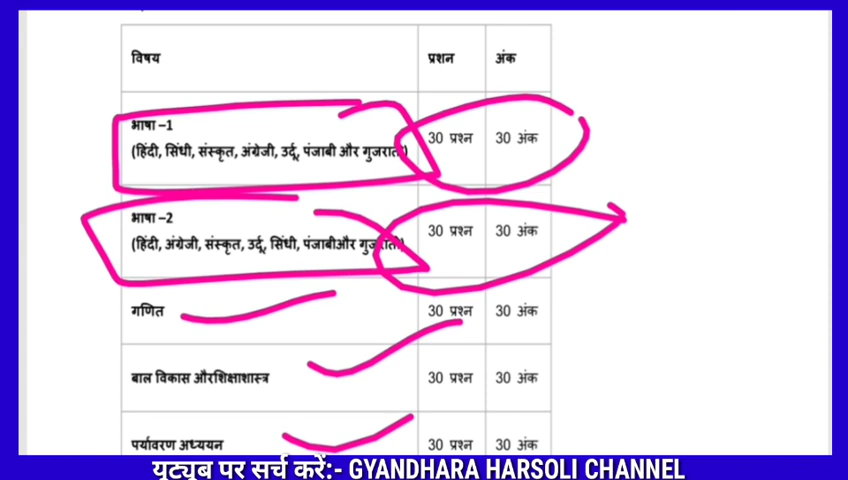 विषय प्रशन अंक
भाषा –1
(हिंदी, सिंधी, संस्कृत, अंग्रेजी, उर्दू, पंजाबी और गुजराती) 30 प्रश्न 30 अंक
भाषा –2
(हिंदी, अंग्रेजी, संस्कृत, उर्दू, सिंधी, पंजाबीऔर गुजराती) 30 प्रश्न 30 अंक
गणित 30 प्रश्न 30 अंक
बाल विकास औरशिक्षाशास्त्र 30 प्रश्न 30 अंक
पर्यावरण अध्ययन 30 प्रश्न 30 अंक
यूट्यूब पर सर्च करें:- GYANDHARA HARSOLI CHANNEL